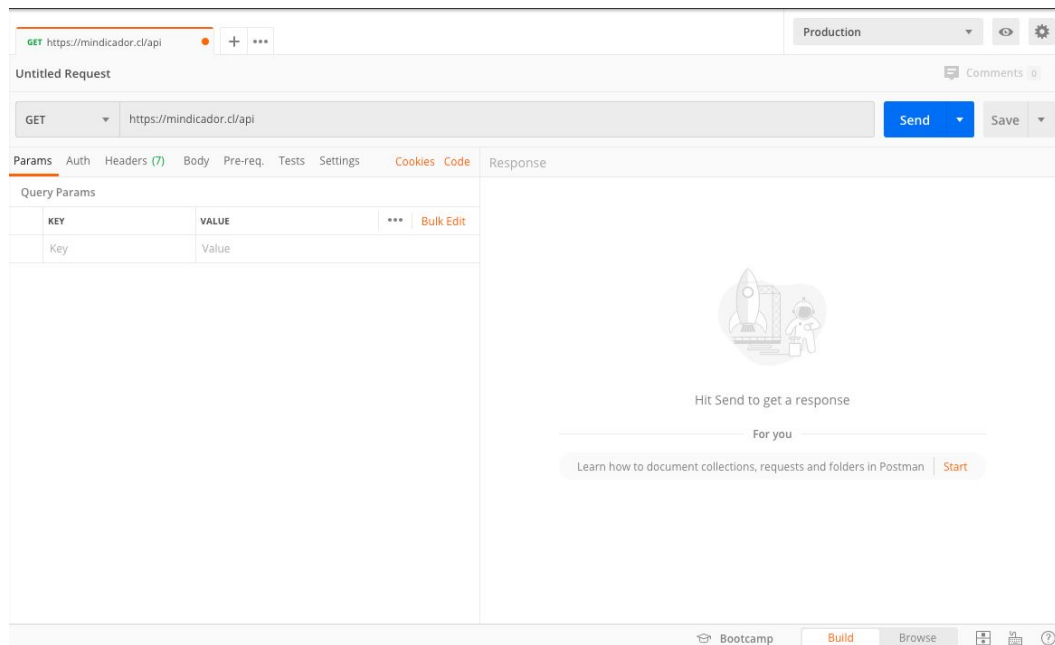 GET https://mindicador.cl/api + ••• Production
Untitled Request Comments 0
GET https://mindicador.cl/api Send Save
Params Auth Headers (7) Body Pre-req. Tests Settings Cookies Code Response
Query Params
KEY VALUE ••• Bulk Edit
Key Value
Hit Send to get a response
For you
Learn how to document collections, requests and folders in Postman Start
Bootcamp Build Browse ?